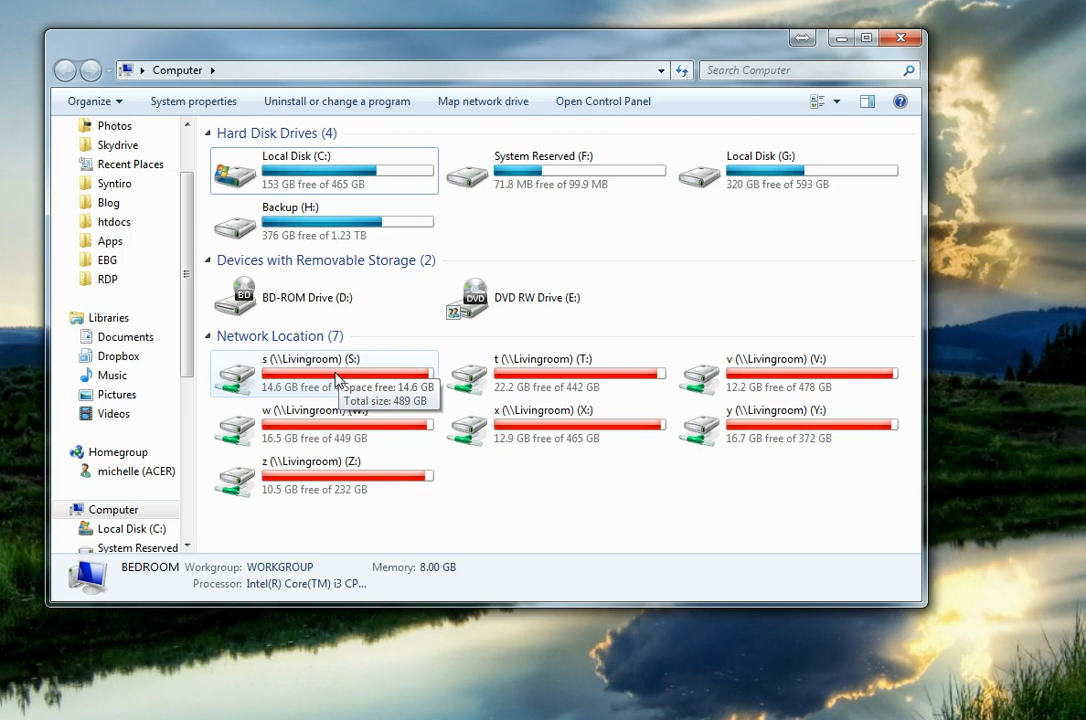 Computer
Search Computer
Organize
System properties
Uninstall or change a program
Map network drive
Open Control Panel
Photos
Skydrive
Recent Places
Syntiro
Blog
htdocs
Apps
EBG
RDP
Libraries
Documents
Dropbox
Music
Pictures
Videos
Homegroup
michelle (ACER)
Computer
Local Disk (C:)
System Reserved
Hard Disk Drives (4)
Local Disk (C:)
153 GB free of 465 GB
System Reserved (F:)
71.8 MB free of 99.9 MB
Local Disk (G:)
320 GB free of 593 GB
Backup (H:)
376 GB free of 1.23 TB
Devices with Removable Storage (2)
BD
BD-ROM Drive (D:)
DVD
DVD RW Drive (E:)
Network Location (7)
s (\\Livingroom) (S:)
14.6 GB free of
Space free: 14.6 GB
Total size: 489 GB
t (\\Livingroom) (T:)
22.2 GB free of 442 GB
v (\\Livingroom) (V:)
12.2 GB free of 478 GB
w (\\Livingroom) (W:)
16.5 GB free of 449 GB
x (\\Livingroom) (X:)
12.9 GB free of 465 GB
y (\\Livingroom) (Y:)
16.7 GB free of 372 GB
z (\\Livingroom) (Z:)
10.5 GB free of 232 GB
BEDROOM Workgroup: WORKGROUP Memory: 8.00 GB
Processor: Intel(R) Core(TM) i3 CP...